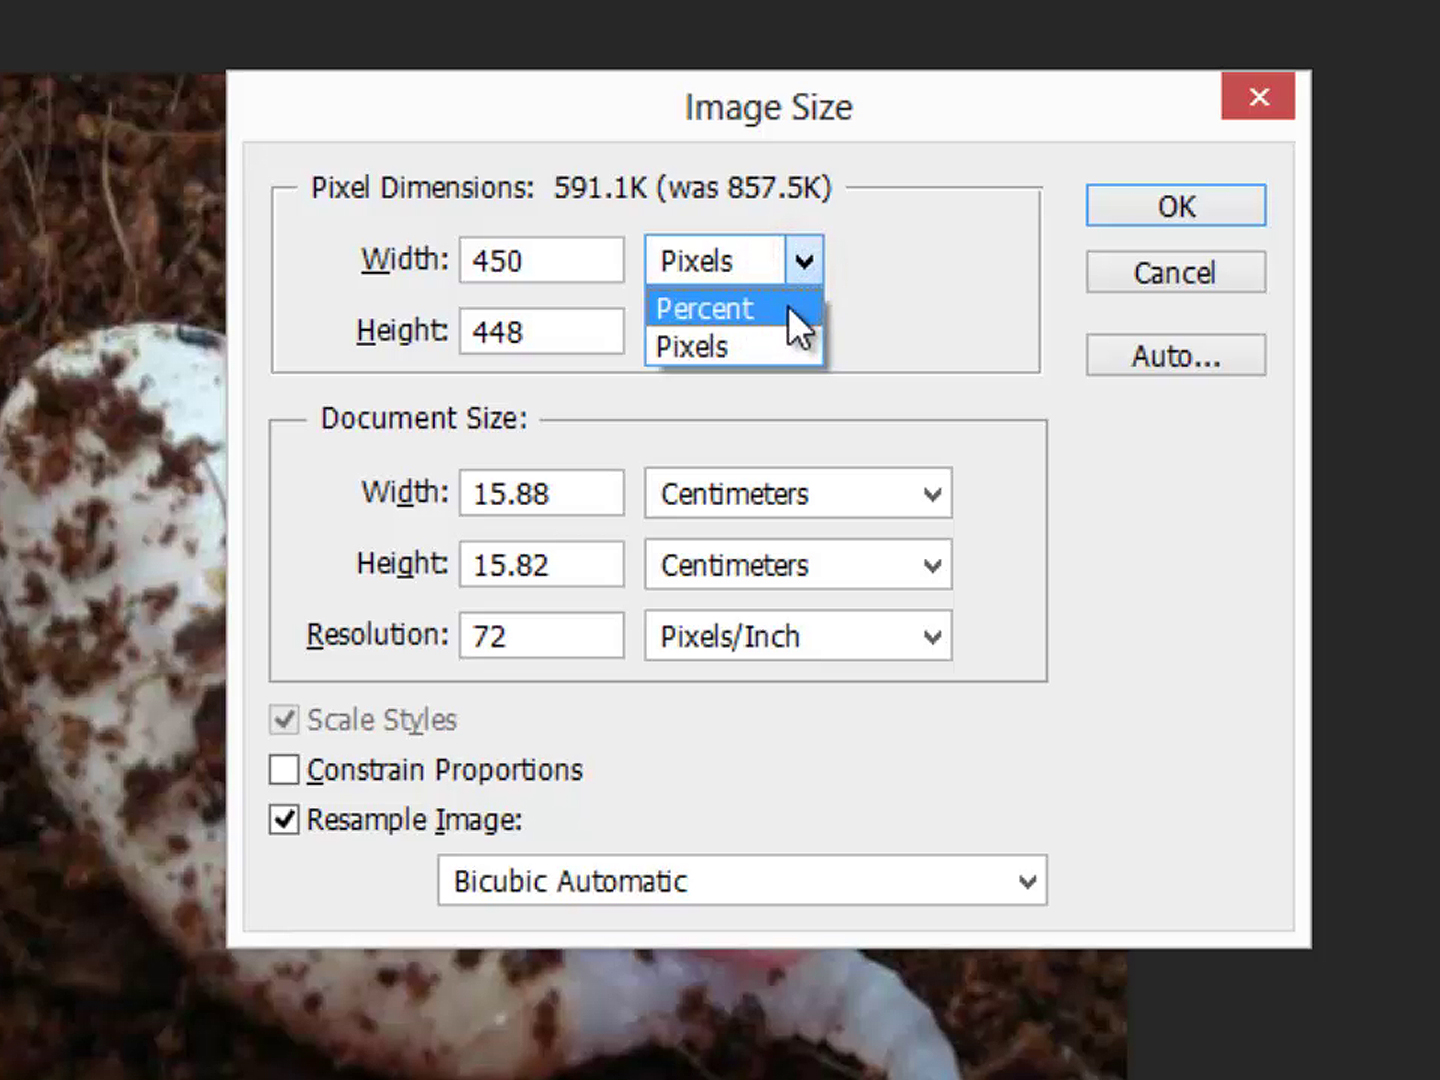 Image Size
Pixel Dimensions: 591.1K (was 857.5K)
OK
Width: 450 Pixels
Cancel
Percent
Height: 448
Pixels
Auto...
Document Size:
Width: 15.88 Centimeters
Height: 15.82 Centimeters
Resolution: 72 Pixels/Inch
Scale Styles
Constrain Proportions
Resample Image:
Bicubic Automatic